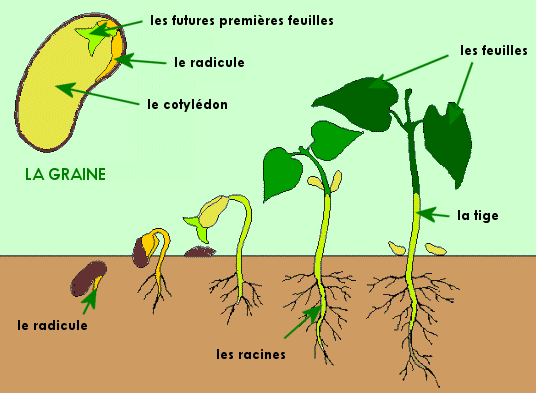 les futures premières feuilles
le radicule
le cotylédon
LA GRAINE
les feuilles
la tige
le radicule
les racines